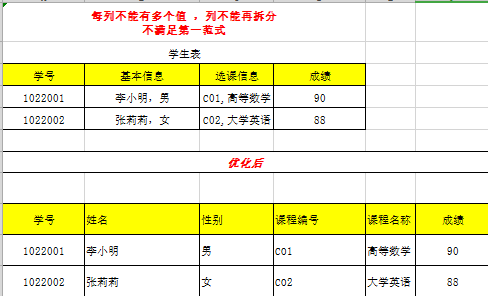 每列不能有多个值 ，列不能再拆分
不满足第一范式
学生表
学号 基本信息 选课信息 成绩
1022001 李小明，男 C01,高等数学 90
1022002 张莉莉，女 C02,大学英语 88
优化后
学号 姓名 性别 课程编号 课程名称 成绩
1022001 李小明 男 co1 高等数学 90
1022002 张莉莉 女 co2 大学英语 88